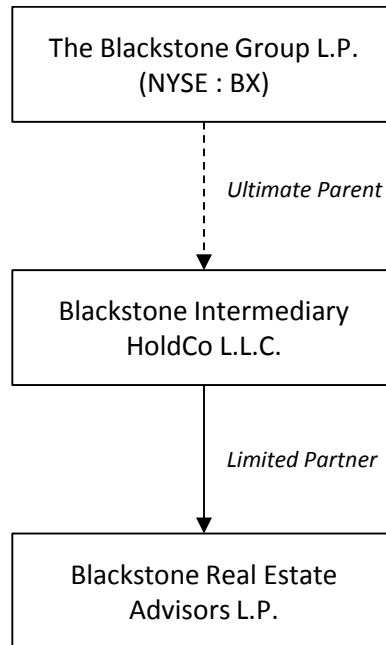 The Blackstone Group L.P.
(NYSE : BX)
Ultimate Parent
Blackstone Intermediary
HoldCo L.L.C.
Limited Partner
Blackstone Real Estate
Advisors L.P.